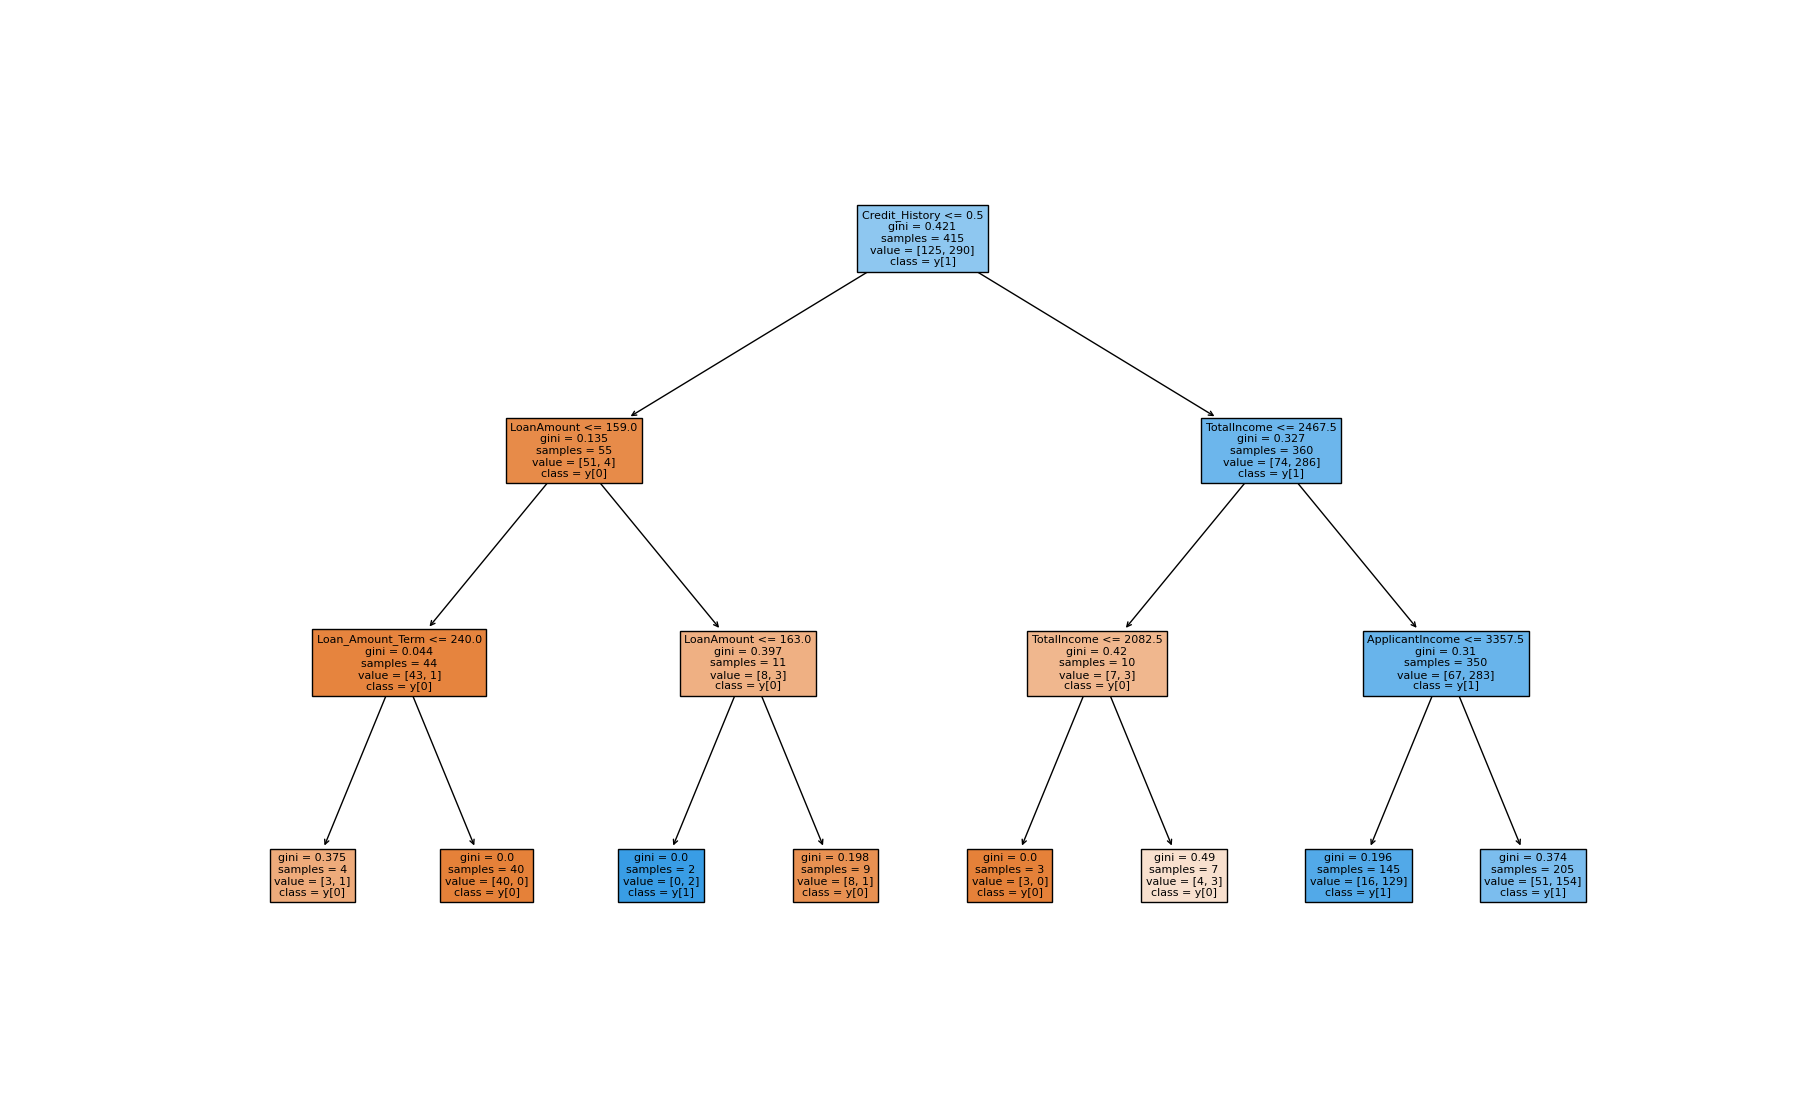 Credit_History <= 0.5
gini = 0.421
samples = 415
value = [125, 290]
class = y[1]
LoanAmount <= 159.0
gini = 0.135
samples = 55
value = [51, 4]
class = y[0]
TotalIncome <= 2467.5
gini = 0.327
samples = 360
value = [74, 286]
class = y[1]
Loan_Amount_Term <= 240.0
gini = 0.044
samples = 44
value = [43, 1]
class = y[0]
LoanAmount <= 163.0
gini = 0.397
samples = 11
value = [8, 3]
class = y[0]
TotalIncome <= 2082.5
gini = 0.42
samples = 10
value = [7, 3]
class = y[0]
ApplicantIncome <= 3357.5
gini = 0.31
samples = 350
value = [67, 283]
class = y[1]
gini = 0.375
samples = 4
value = [3, 1]
class = y[0]
gini = 0.0
samples = 40
value = [40, 0]
class = y[0]
gini = 0.0
samples = 2
value = [0, 2]
class = y[1]
gini = 0.198
samples = 9
value = [8, 1]
class = y[0]
gini = 0.0
samples = 3
value = [3, 0]
class = y[0]
gini = 0.49
samples = 7
value = [4, 3]
class = y[0]
gini = 0.196
samples = 145
value = [16, 129]
class = y[1]
gini = 0.374
samples = 205
value = [51, 154]
class = y[1]